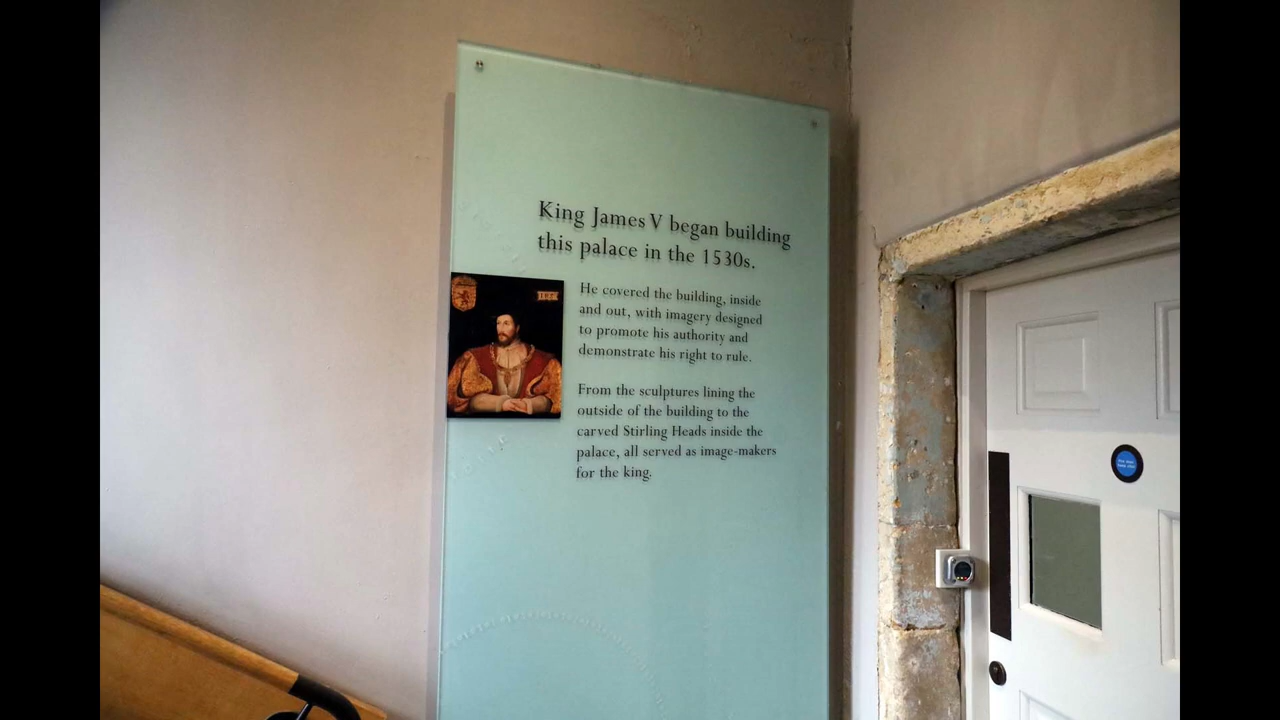 King James V began building
this palace in the 1530s.
He covered the building, inside
and out, with imagery designed
to promote his authority and
demonstrate his right to rule.
From the sculptures lining the
outside of the building to the
carved Stirling Heads inside the
palace, all served as image-makers
for the king.